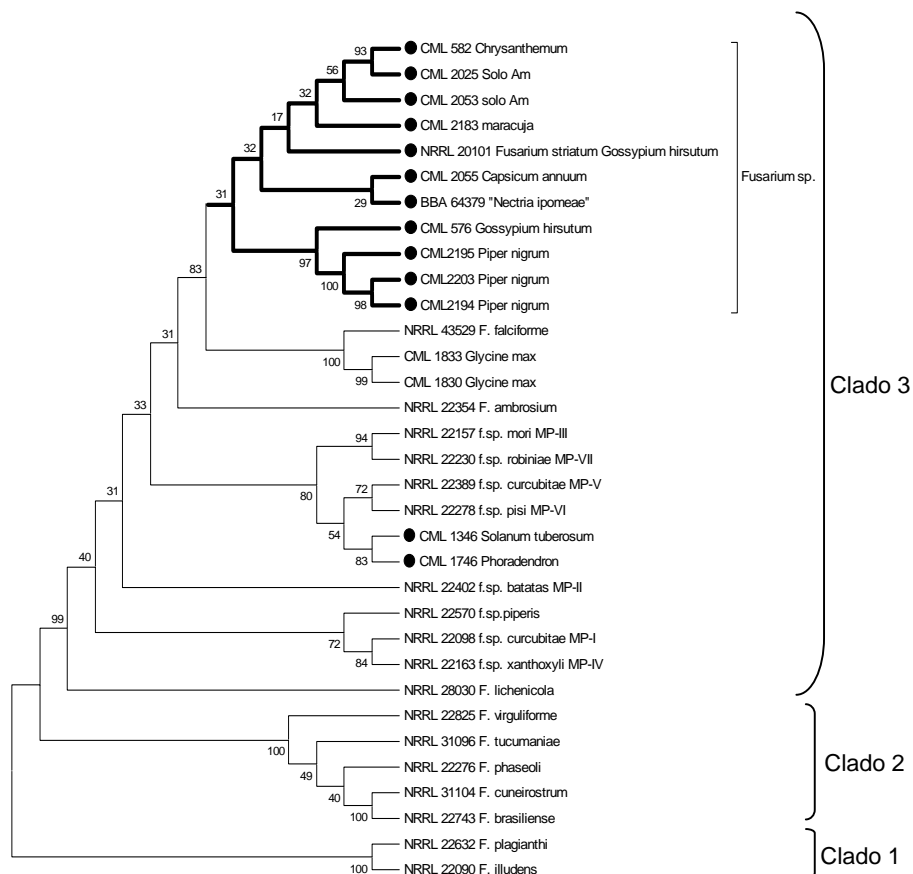 CML 582 Chrysanthemum
CML 2025 Solo Am
CML 2053 solo Am
CML 2183 maracuja
NRRL 20101 Fusarium striatum Gossypium hirsutum
CML 2055 Capsicum annuum
BBA 64379 "Nectria ipomeae"
CML 576 Gossypium hirsutum
CML2195 Piper nigrum
CML2203 Piper nigrum
CML2194 Piper nigrum
NRRL 43529 F. falciforme
CML 1833 Glycine max
CML 1830 Glycine max
NRRL 22354 F. ambrosium
NRRL 22157 f.sp. mori MP-III
NRRL 22230 f.sp. robiniae MP-VII
NRRL 22389 f.sp. curcubitae MP-V
NRRL 22278 f.sp. pisi MP-VI
CML 1346 Solanum tuberosum
CML 1746 Phoradendron
NRRL 22402 f.sp. batatas MP-II
NRRL 22570 f.sp.piperis
NRRL 22098 f.sp. curcubitae MP-I
NRRL 22163 f.sp. xanthoxyli MP-IV
NRRL 28030 F. lichenicola
NRRL 22825 F. virguliforme
NRRL 31096 F. tucumaniae
NRRL 22276 F. phaseoli
NRRL 31104 F. cuneirostrum
NRRL 22743 F. brasiliense
NRRL 22632 F. plagianthi
NRRL 22090 F. illudens
93
56
32
17
32
29
31
97
100
98
83
100
99
31
94
33
80
72
54
83
31
40
72
84
99
100
49
40
100
100
Fusarium sp.
Clado 3
Clado 2
Clado 1